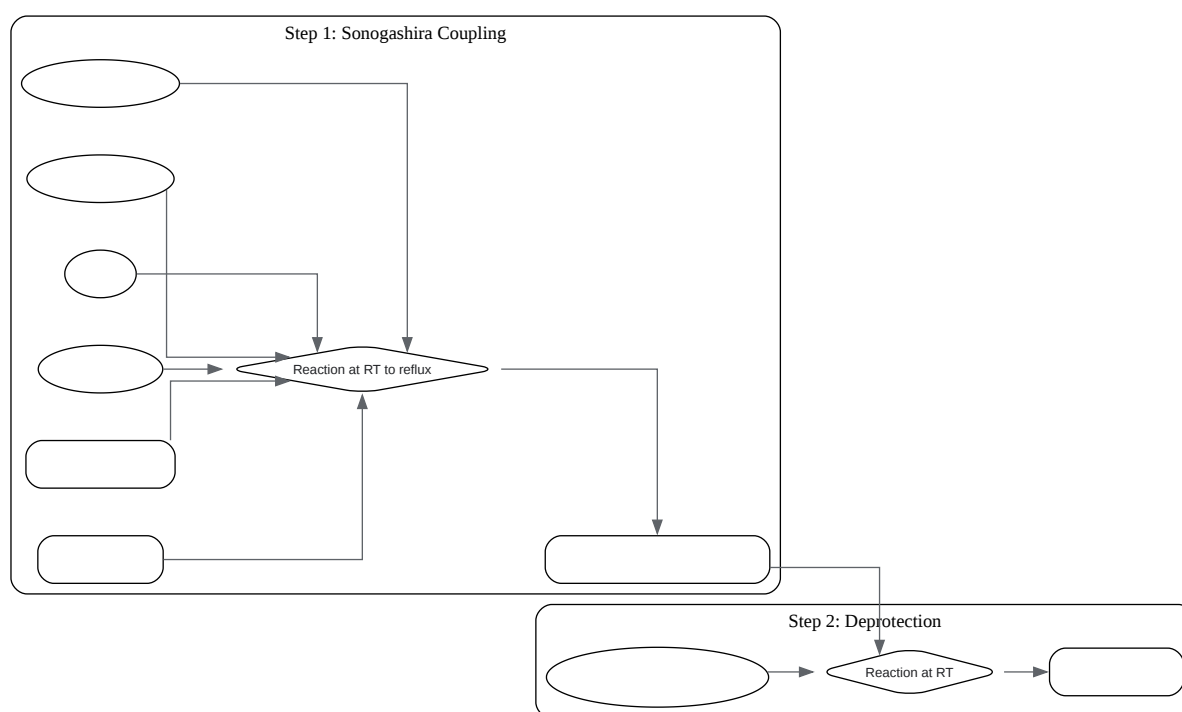 Step 1: Sonogashira Coupling
Reaction at RT to reflux
Step 2: Deprotection
Reaction at RT